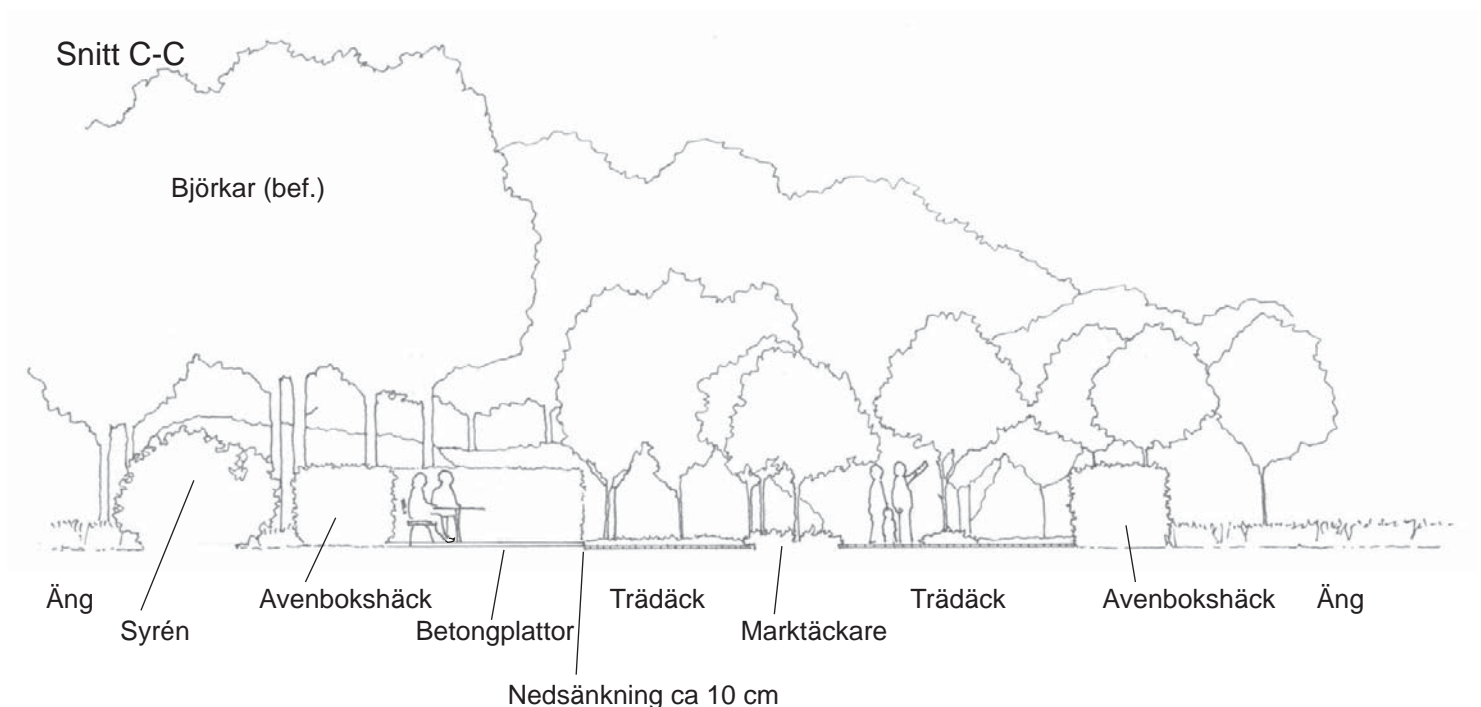 Snitt C-C
Björkar (bef.)
Äng
Syrén
Avenbokshäck
Betongplattor
Nedsänkning ca 10 cm
Trädäck
Marktäckare
Trädäck
Avenbokshäck
Äng